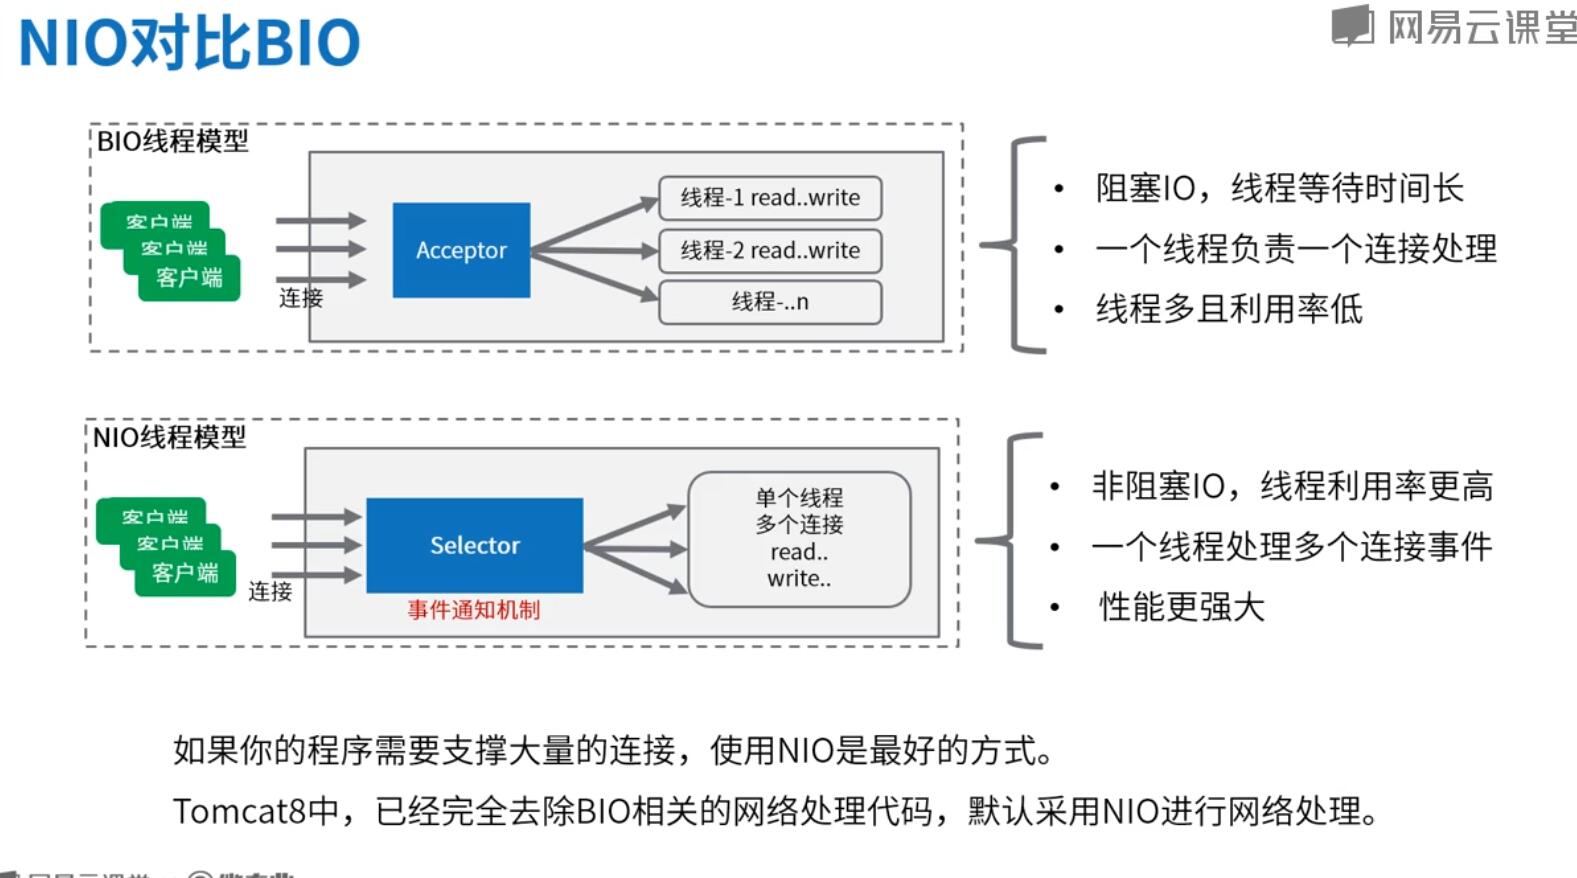 NIO对比BIO
网易云课堂
BIO线程模型
客户端
客户端
客户端
连接
Acceptor
线程-1 read..write
线程-2 read..write
线程-..n
• 阻塞IO，线程等待时间长
• 一个线程负责一个连接处理
• 线程多且利用率低
NIO线程模型
客户端
客户端
客户端
连接
Selector
事件通知机制
单个线程
多个连接
read..
write..
• 非阻塞IO，线程利用率更高
• 一个线程处理多个连接事件
• 性能更强大
如果你的程序需要支撑大量的连接，使用NIO是最好的方式。
Tomcat8中，已经完全去除BIO相关的网络处理代码，默认采用NIO进行网络处理。